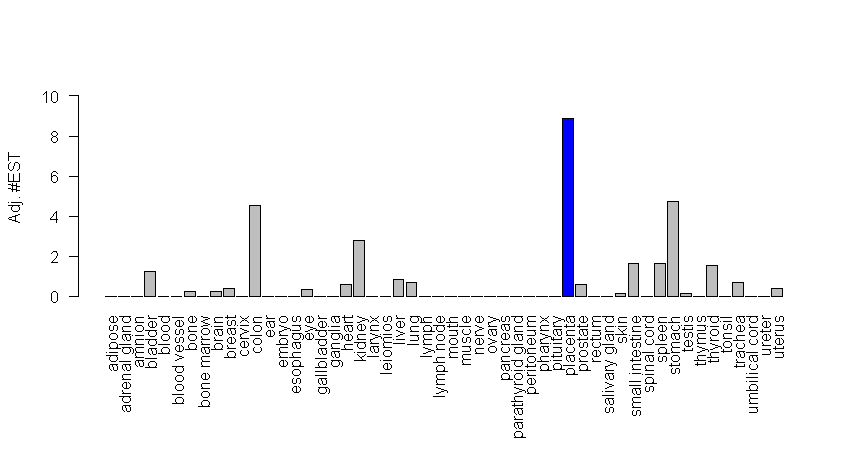 Adj. #EST
10
8
6
4
2
0
adipose
adrenal gland
amnion
bladder
blood
blood vessel
bone
bone marrow
brain
breast
cervix
colon
ear
embryo
esophagus
eye
gallbladder
ganglia
heart
kidney
larynx
leiomios
liver
lung
lymph
lymph node
mouth
muscle
nerve
ovary
pancreas
parathyroid gland
peritoneum
pharynx
pituitary
placenta
prostate
rectum
salivary gland
skin
small intestine
spinal cord
spleen
stomach
testis
thymus
thyroid
tonsil
trachea
umbilical cord
ureter
uterus